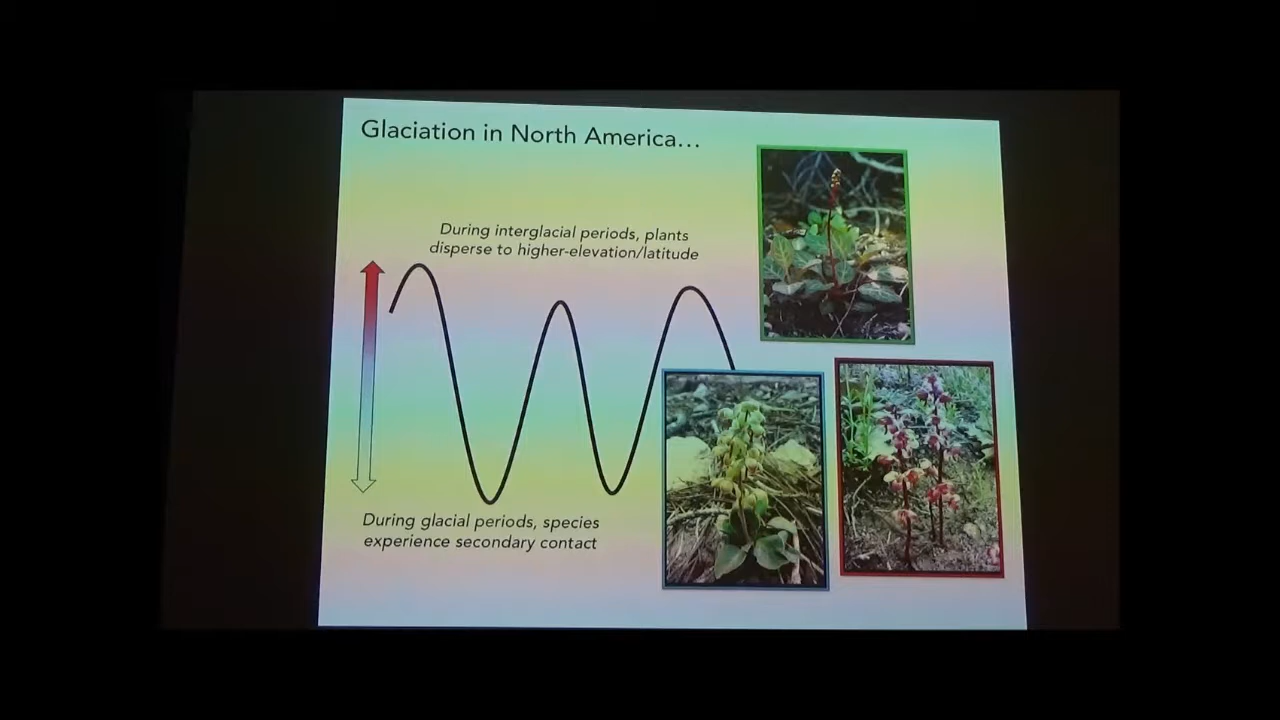 Glaciation in North America…
During interglacial periods, plants
disperse to higher-elevation/latitude
During glacial periods, species
experience secondary contact